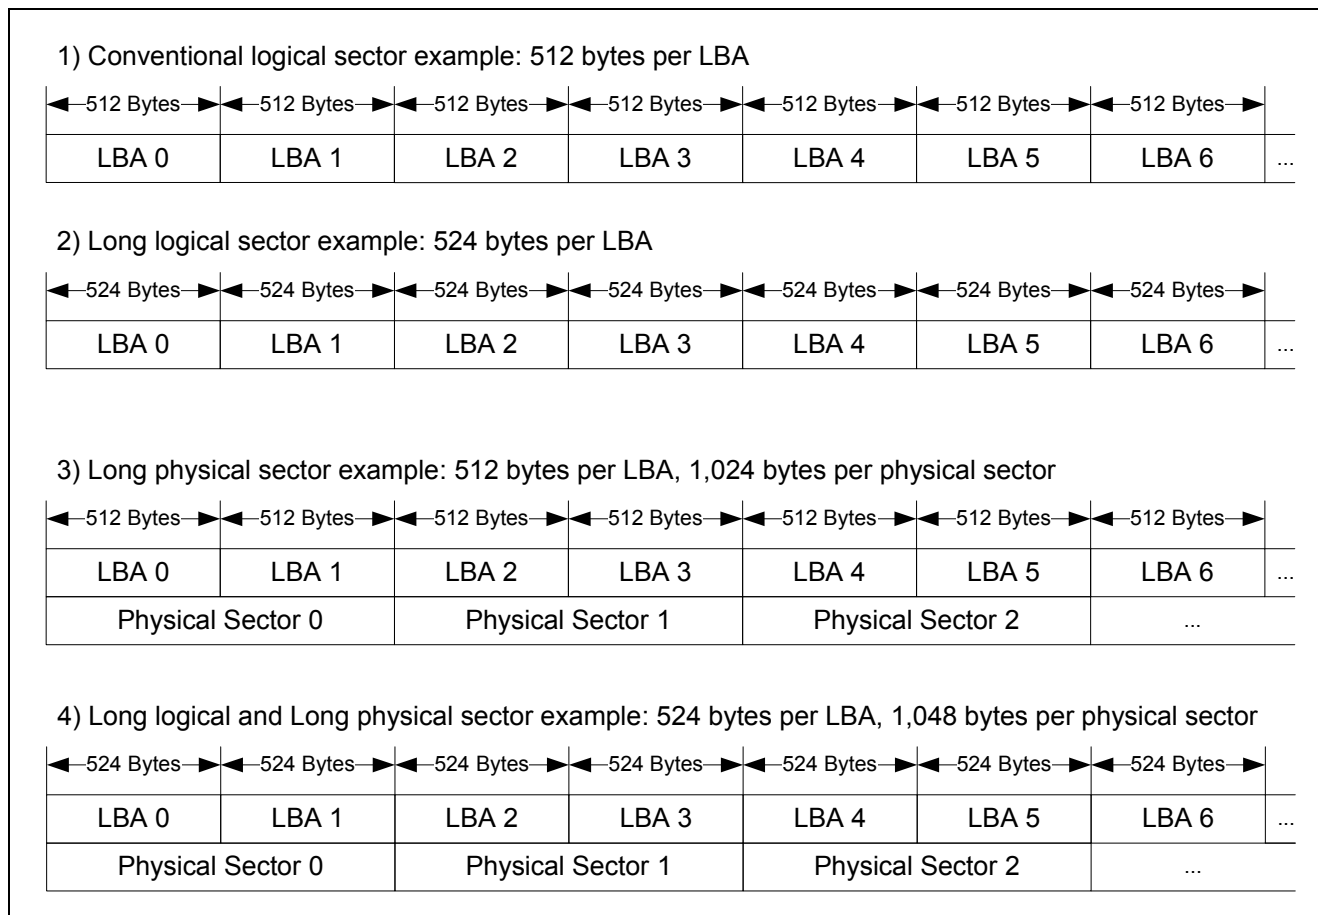 1) Conventional logical sector example: 512 bytes per LBA
512 Bytes 512 Bytes 512 Bytes 512 Bytes 512 Bytes 512 Bytes 512 Bytes
LBA 0 LBA 1 LBA 2 LBA 3 LBA 4 LBA 5 LBA 6 ...
2) Long logical sector example: 524 bytes per LBA
524 Bytes 524 Bytes 524 Bytes 524 Bytes 524 Bytes 524 Bytes 524 Bytes
LBA 0 LBA 1 LBA 2 LBA 3 LBA 4 LBA 5 LBA 6 ...
3) Long physical sector example: 512 bytes per LBA, 1,024 bytes per physical sector
512 Bytes 512 Bytes 512 Bytes 512 Bytes 512 Bytes 512 Bytes 512 Bytes
LBA 0 LBA 1 LBA 2 LBA 3 LBA 4 LBA 5 LBA 6 ...
Physical Sector 0 Physical Sector 1 Physical Sector 2 ...
4) Long logical and Long physical sector example: 524 bytes per LBA, 1,048 bytes per physical sector
524 Bytes 524 Bytes 524 Bytes 524 Bytes 524 Bytes 524 Bytes 524 Bytes
LBA 0 LBA 1 LBA 2 LBA 3 LBA 4 LBA 5 LBA 6 ...
Physical Sector 0 Physical Sector 1 Physical Sector 2 ...